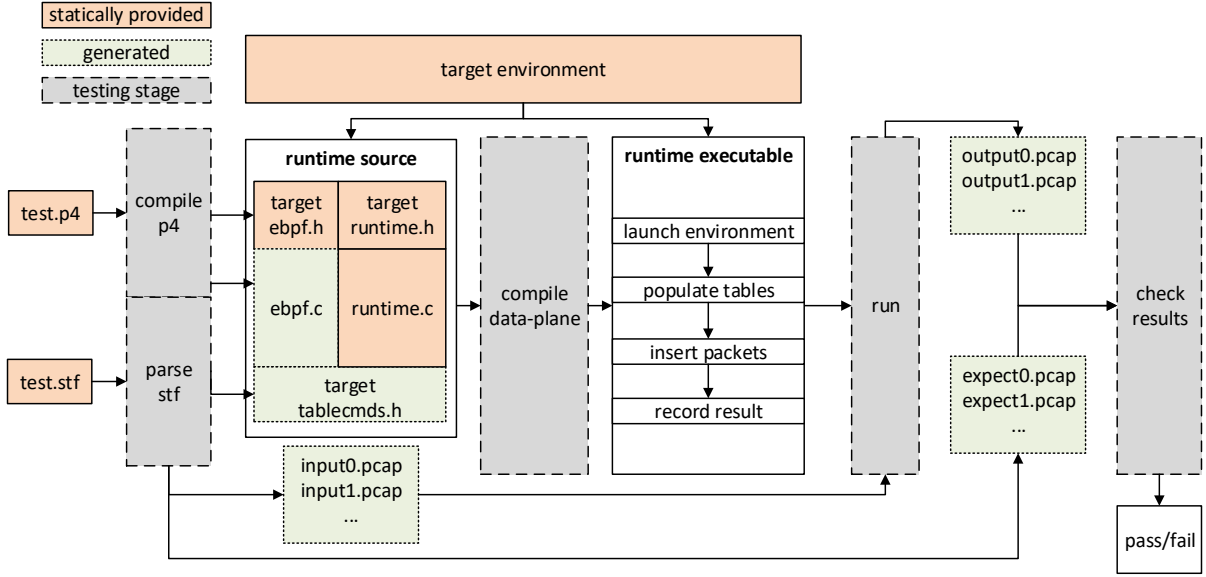 statically provided
generated
testing stage
target environment
test.p4
test.stf
compile
p4
parse
stf
runtime source
target
ebpf.h
target
runtime.h
ebpf.c
runtime.c
target
tablecmds.h
input0.pcap
input1.pcap
...
compile
data-plane
runtime executable
launch environment
populate tables
insert packets
record result
run
output0.pcap
output1.pcap
...
expect0.pcap
expect1.pcap
...
check
results
pass/fail